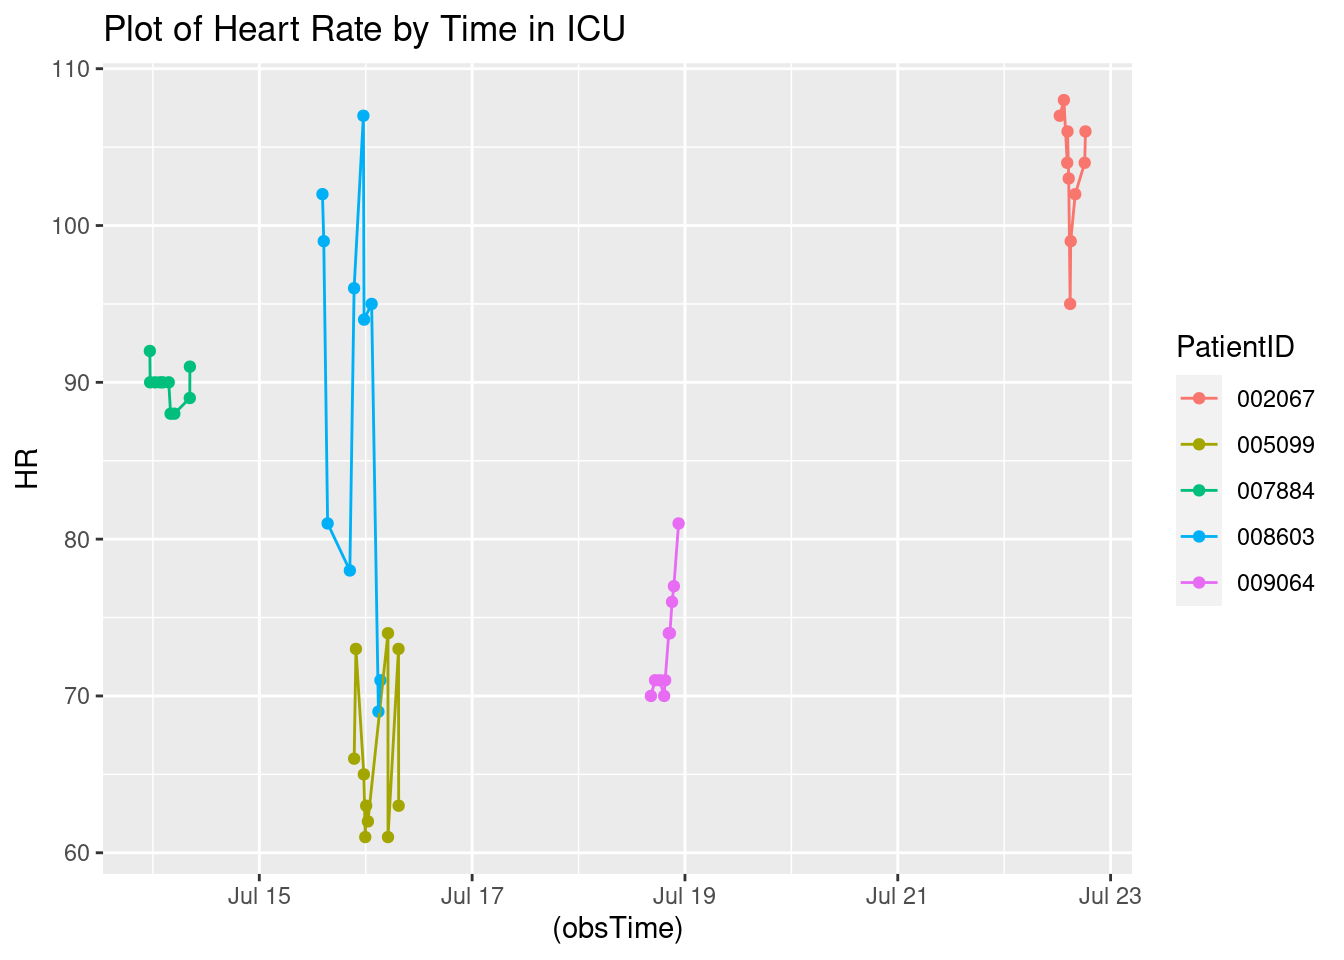 Plot of Heart Rate by Time in ICU
110
100
90
80
70
60
HR
Jul 15 Jul 17 Jul 19 Jul 21 Jul 23
(obsTime)
PatientID
002067
005099
007884
008603
009064